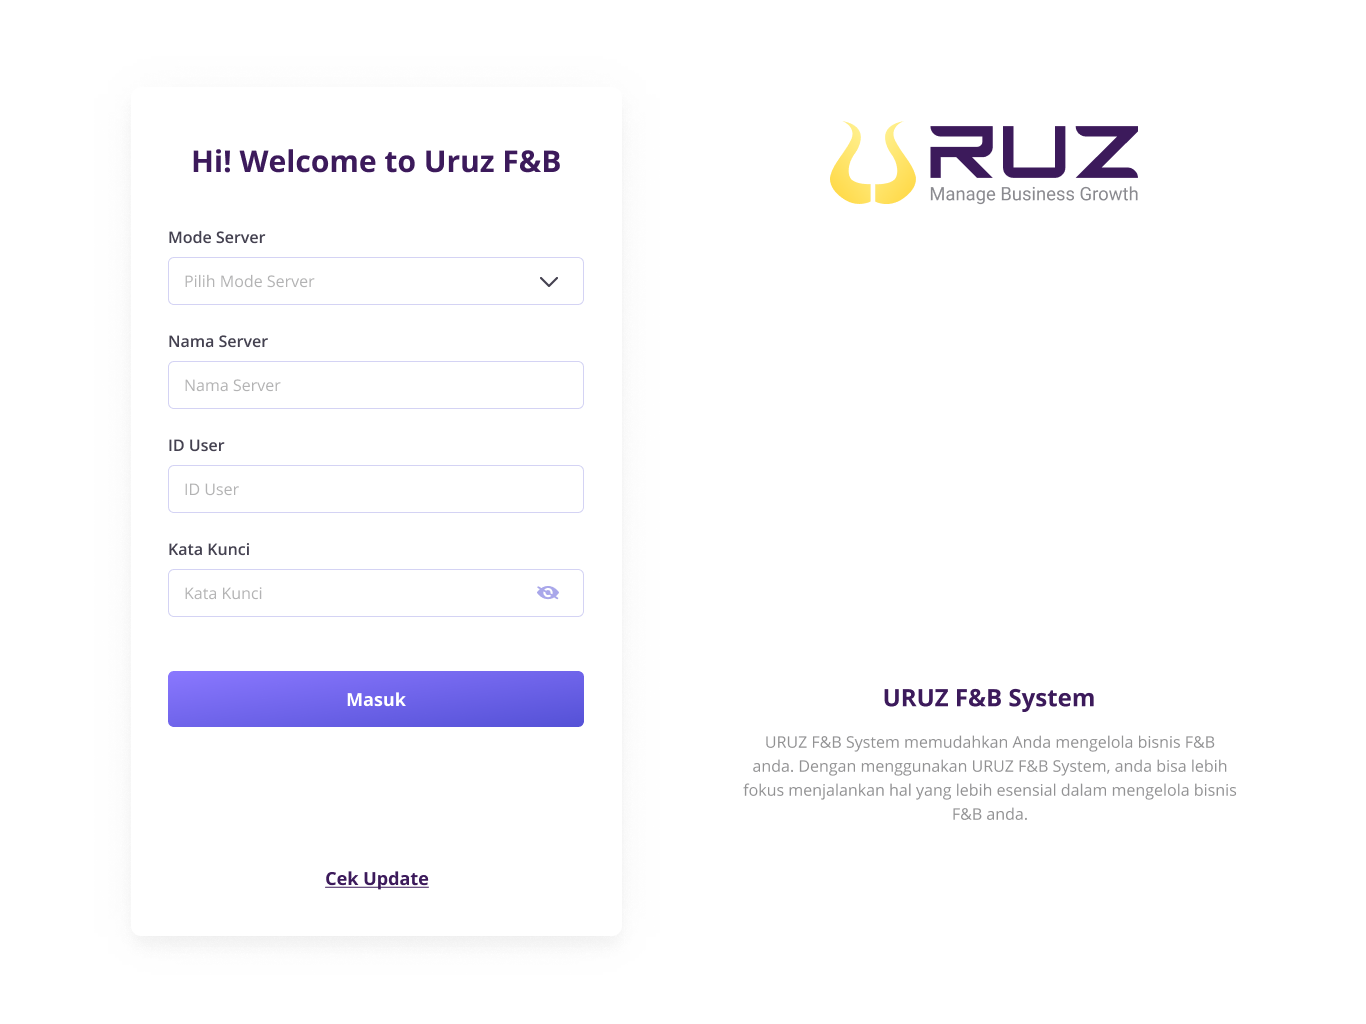 Hi! Welcome to Uruz F&B
Mode Server
Pilih Mode Server
Nama Server
Nama Server
ID User
ID User
Kata Kunci
Kata Kunci
Masuk
Cek Update
RUZ
Manage Business Growth
URUZ F&B System
URUZ F&B System memudahkan Anda mengelola bisnis F&B
anda. Dengan menggunakan URUZ F&B System, anda bisa lebih
fokus menjalankan hal yang lebih esensial dalam mengelola bisnis
F&B anda.